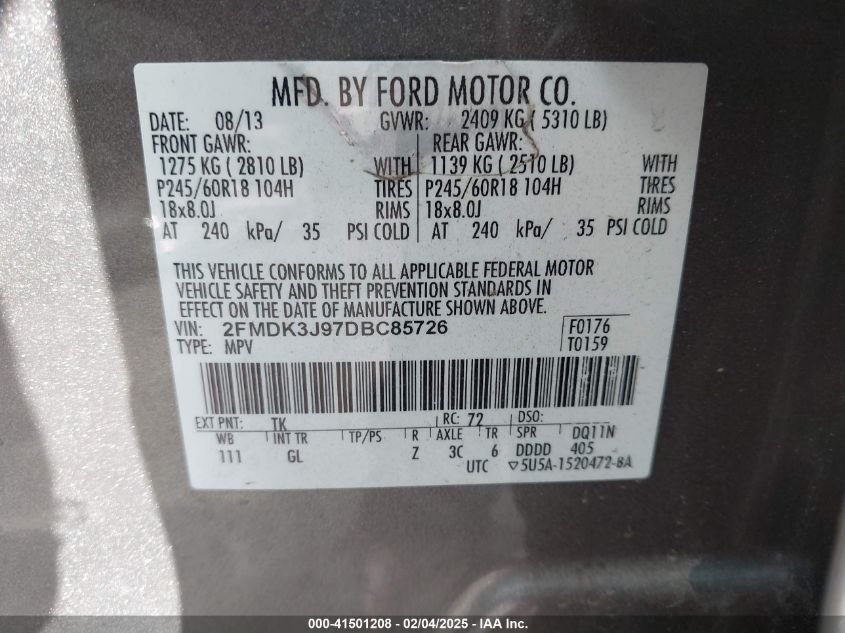 MFD. BY FORD MOTOR CO.
DATE: 08/13 GVWR: 2409 KG ( 5310 LB)
FRONT GAWR: REAR GAWR:
1275 KG ( 2810 LB) WITH 1139 KG ( 2510 LB) WITH
P245/60R18 104H TIRES P245/60R18 104H TIRES
18x8.0J RIMS 18x8.0J RIMS
AT 240 kPa/ 35 PSI COLD AT 240 kPa/ 35 PSI COLD
THIS VEHICLE CONFORMS TO ALL APPLICABLE FEDERAL MOTOR
VEHICLE SAFETY AND THEFT PREVENTION STANDARDS IN
EFFECT ON THE DATE OF MANUFACTURE SHOWN ABOVE.
VIN: 2FMDK3J97DBC85726 F0176
TYPE: MPV T0159
EXT PNT: TK RC: 72 DSO:
WB INT TR TP/PS R AXLE TR SPR DQ11N
111 GL Z 3C 6 DDDD 405
UTC ▽5U5A-1520472-8A
000-41501208 - 02/04/2025 - IAA Inc.